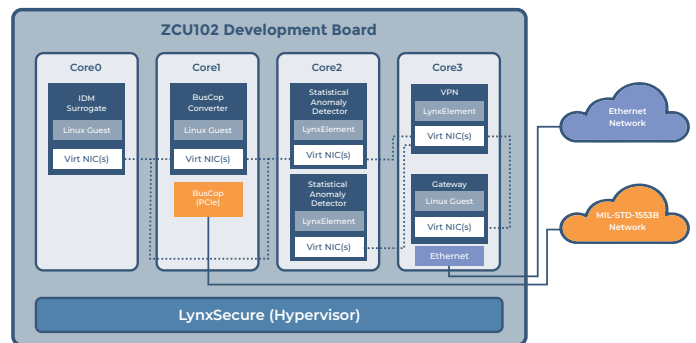 ZCU102 Development Board
Core0
IDM
Surrogate
Linux Guest
Virt NIC(s)
Core1
BusCop
Converter
Linux Guest
Virt NIC(s)
BusCop
(PCIe)
Core2
Statistical
Anomaly
Detector
LynxElement
Virt NIC(s)
Statistical
Anomaly
Detector
LynxElement
Virt NIC(s)
Core3
VPN
LynxElement
Virt NIC(s)
Gateway
Linux Guest
Virt NIC(s)
Ethernet
Ethernet
Network
MIL-STD-1553B
Network
LynxSecure (Hypervisor)